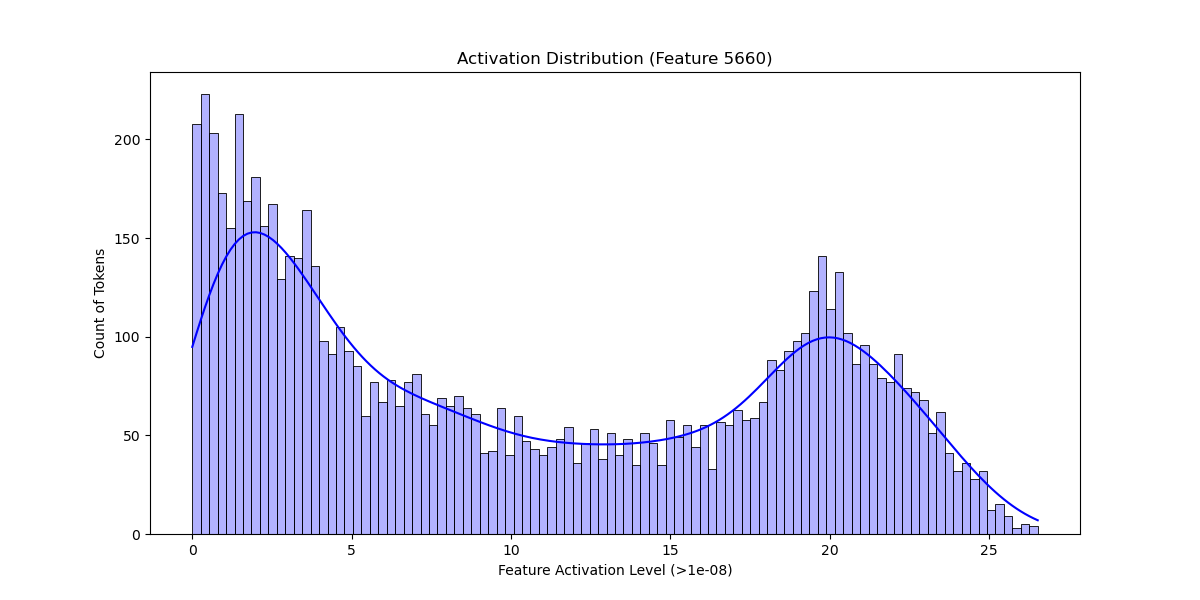 Activation Distribution (Feature 5660)
Count of Tokens
200
150
100
50
0
0 5 10 15 20 25
Feature Activation Level (>1e-08)